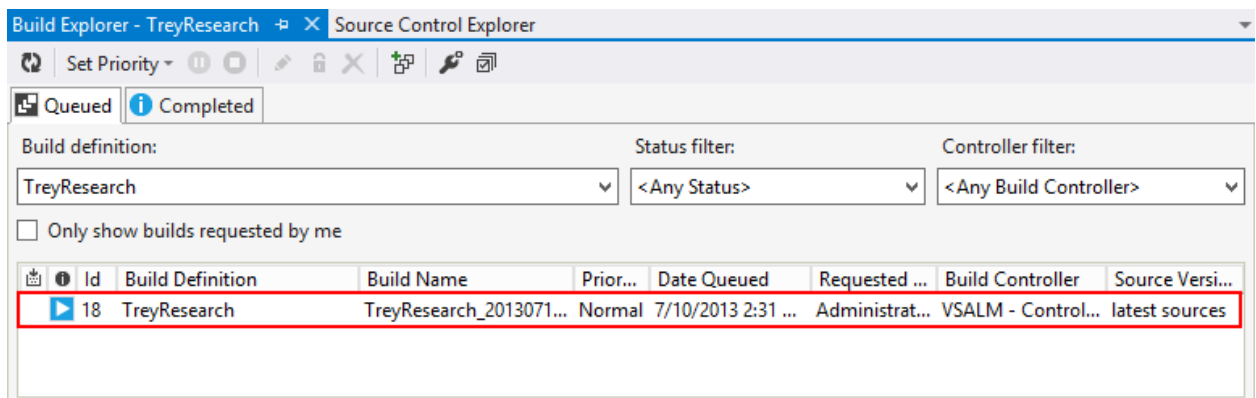 Build Explorer - TreyResearch Source Control Explorer
Set Priority
Queued Completed
Build definition: Status filter: Controller filter:
TreyResearch <Any Status> <Any Build Controller>
Only show builds requested by me
Id Build Definition Build Name Prior... Date Queued Requested ... Build Controller Source Versi...
18 TreyResearch TreyResearch_2013071... Normal 7/10/2013 2:31 ... Administrat... VSALM - Control... latest sources